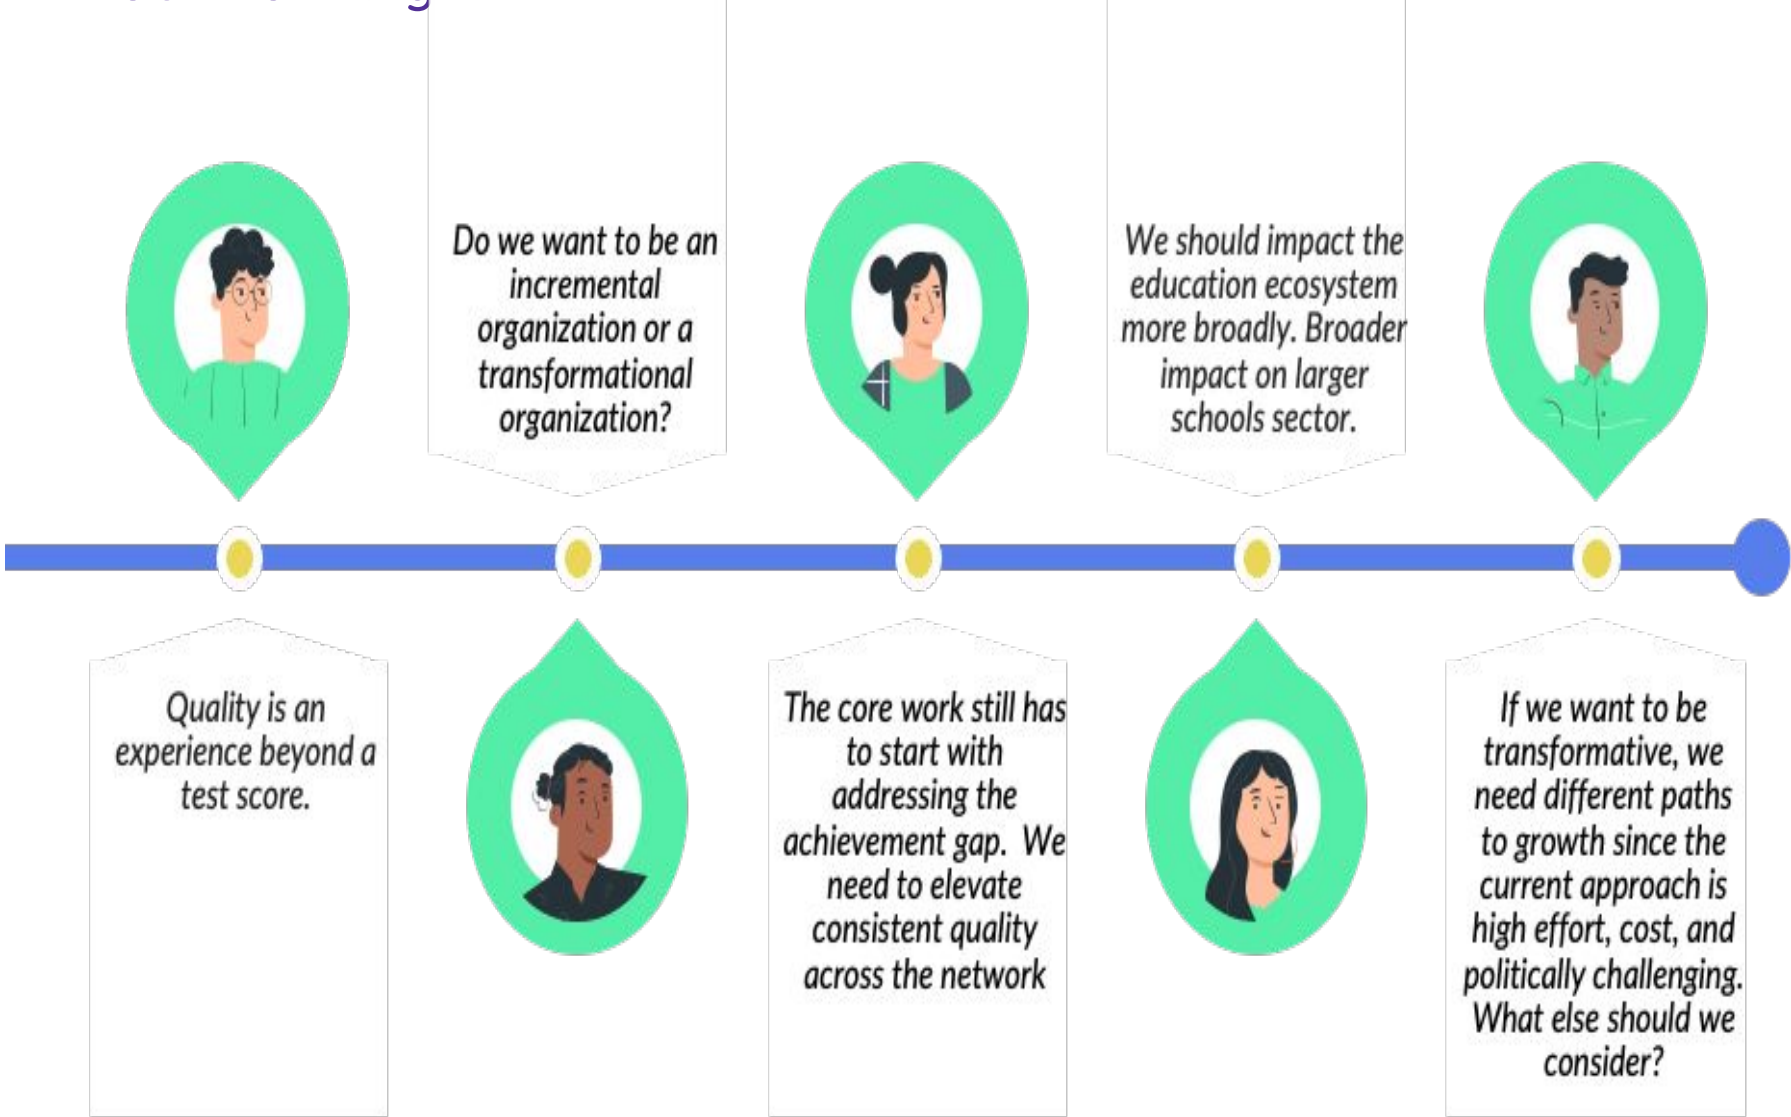 Do we want to be an
incremental
organization or a
transformational
organization?
We should impact the
education ecosystem
more broadly. Broader
impact on larger
schools sector.
Quality is an
experience beyond a
test score.
The core work still has
to start with
addressing the
achievement gap.  We
need to elevate
consistent quality
across the network
If we want to be
transformative, we
need different paths
to growth since the
current approach is
high effort, cost, and
politically challenging.
What else should we
consider?